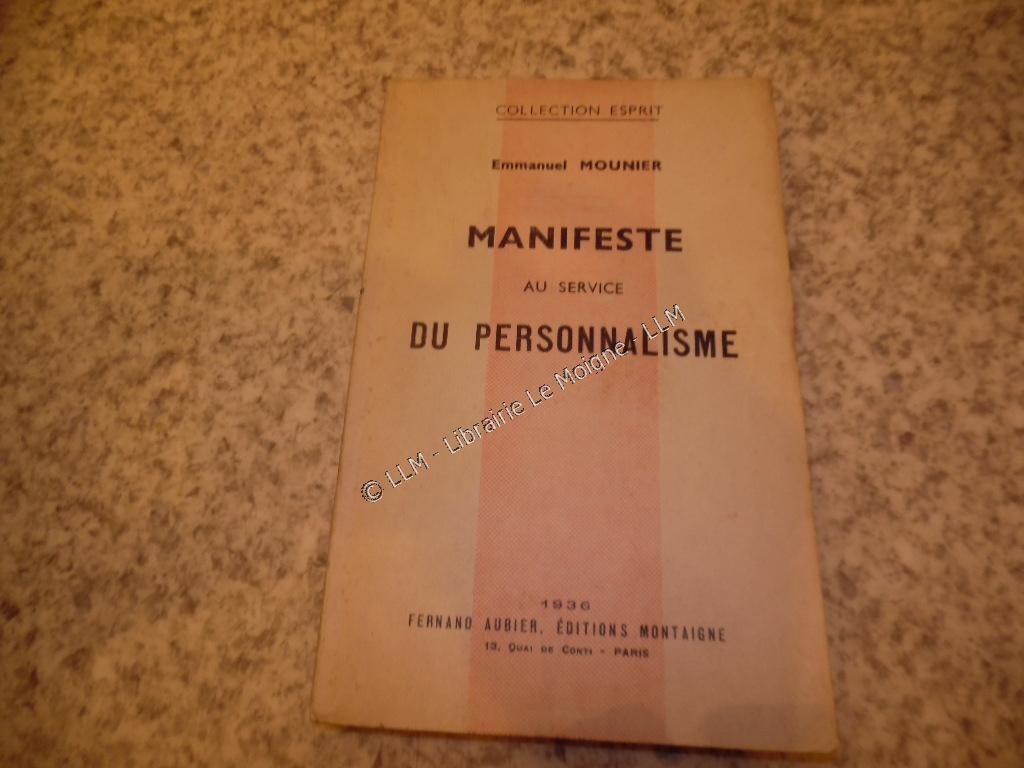 COLLECTION ESPRIT
Emmanuel MOUNIER
MANIFESTE
AU SERVICE
DU PERSONNALISME
© LLM - Librairie Le Moigne - LLM
1936
FERNAND AUBIER, ÉDITIONS MONTAIGNE
13, QUAI DE CONTI - PARIS